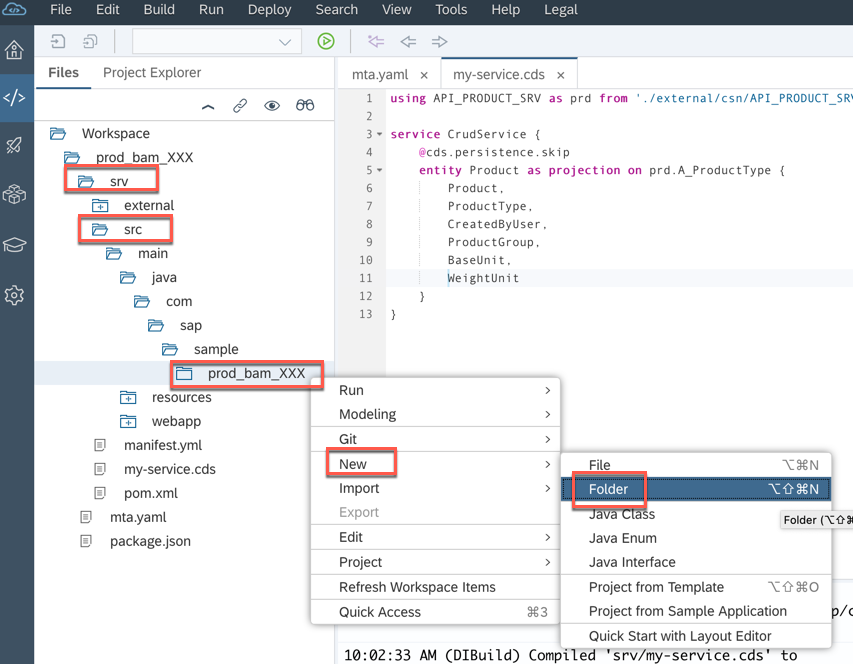 File Edit Build Run Deploy Search View Tools Help Legal
Files Project Explorer
mta.yaml × my-service.cds ×
Workspace
prod_bam_XXX
srv
external
src
main
java
com
sap
sample
prod_bam_XXX
resources
webapp
manifest.yml
my-service.cds
pom.xml
mta.yaml
package.json
1 using API_PRODUCT_SRV as prd from './external/csn/API_PRODUCT_SRV
2
3 service CrudService {
4 @cds.persistence.skip
5 entity Product as projection on prd.A_ProductType {
6 Product,
7 ProductType,
8 CreatedByUser,
9 ProductGroup,
10 BaseUnit,
11 WeightUnit
12 }
13 }
Run
Modeling
Git
New
Import
Export
Edit
Project
Refresh Workspace Items
Quick Access ⌘3
File ⌥⌘N
Folder ⌥⇧⌘N
Java Class
Java Enum
Java Interface
Project from Template ⌥⇧⌘O
Project from Sample Application
Quick Start with Layout Editor
Folder (⌥⇧⌘
p/c
10:02:33 AM (DIBuild) Compiled 'srv/my-service.cds' to